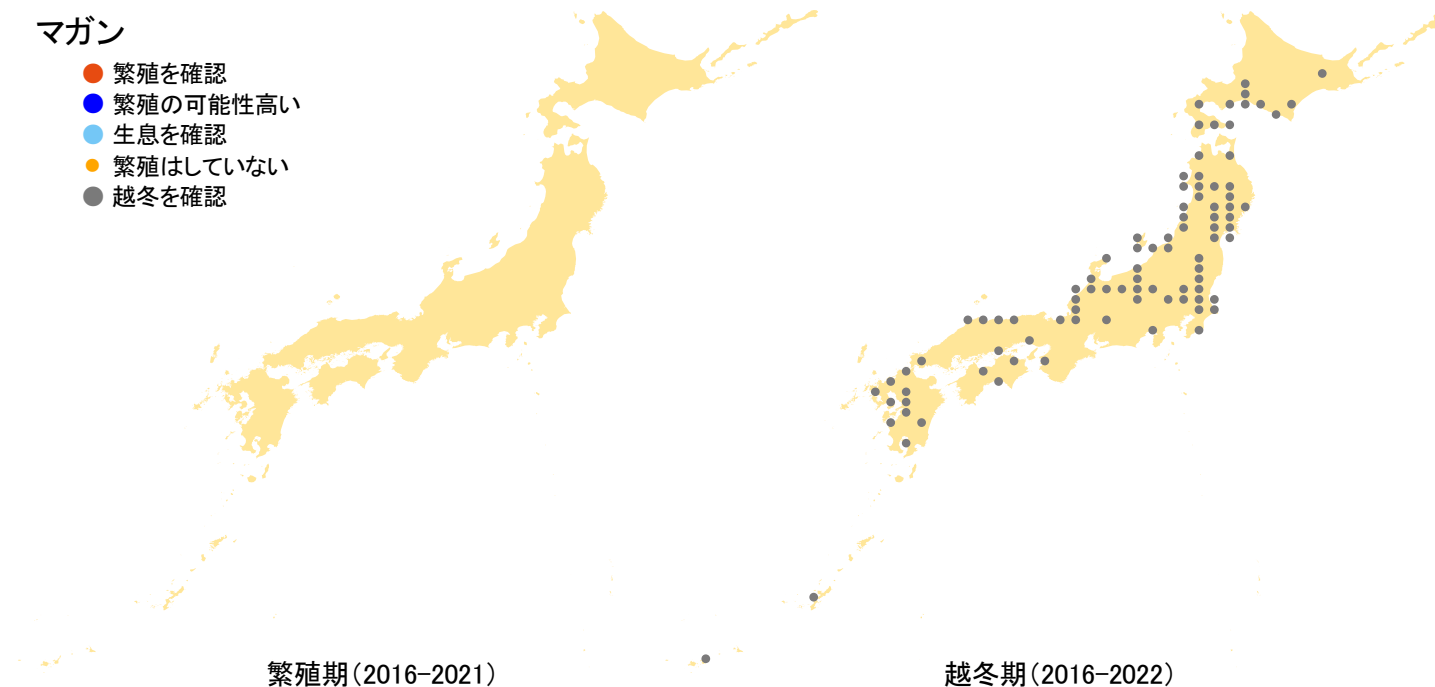 マガン
繁殖を確認
繁殖の可能性高い
生息を確認
繁殖はしていない
越冬を確認
繁殖期（2016-2021）
越冬期（2016-2022）